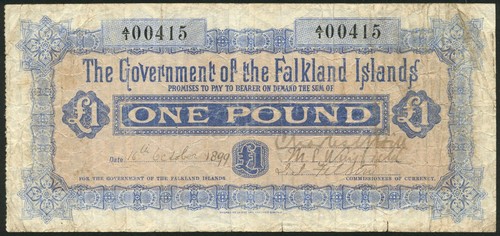 A/1 00415 A/1 00415
The Government of the Falkland Islands
PROMISES TO PAY TO BEARER ON DEMAND THE SUM OF
£1 ONE POUND £1
Date 16th October 1899
£1
FOR THE GOVERNMENT OF THE FALKLAND ISLANDS. COMMISSIONERS OF CURRENCY.